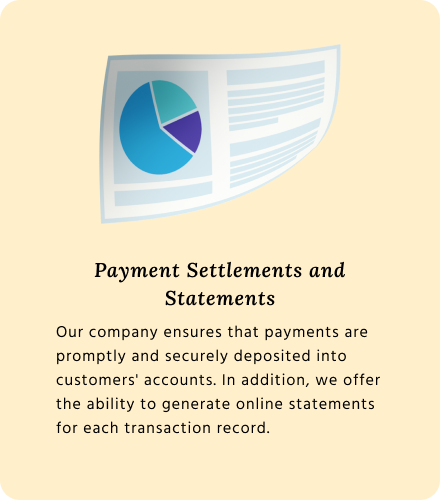 Payment Settlements and
Statements
Our company ensures that payments are
promptly and securely deposited into
customers' accounts. In addition, we offer
the ability to generate online statements
for each transaction record.